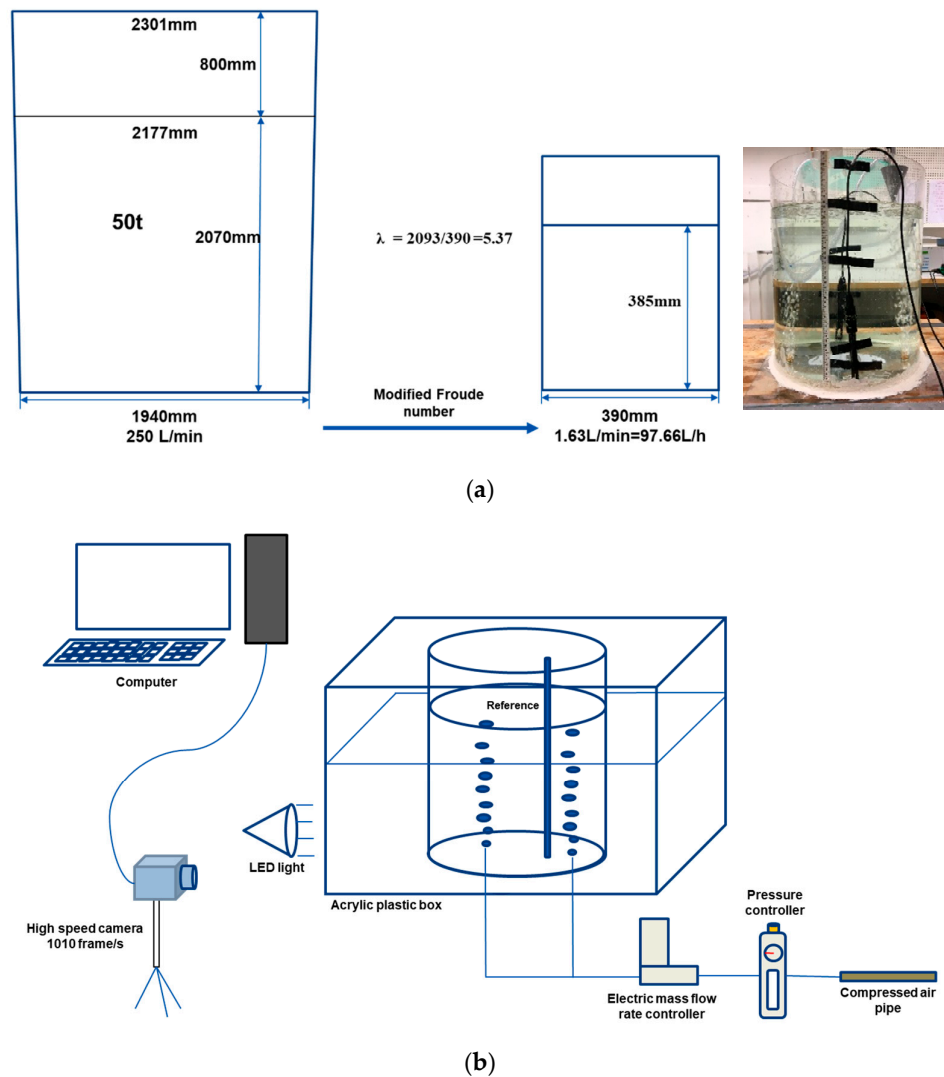 2301mm
800mm
2177mm
50t
2070mm
λ = 2093/390 =5.37
385mm
Modified Froude
number
1940mm
250 L/min
390mm
1.63L/min=97.66L/h
(a)
Computer
Reference
LED light
Acrylic plastic box
High speed camera
1010 frame/s
Pressure
controller
Electric mass flow
rate controller
Compressed air
pipe
(b)